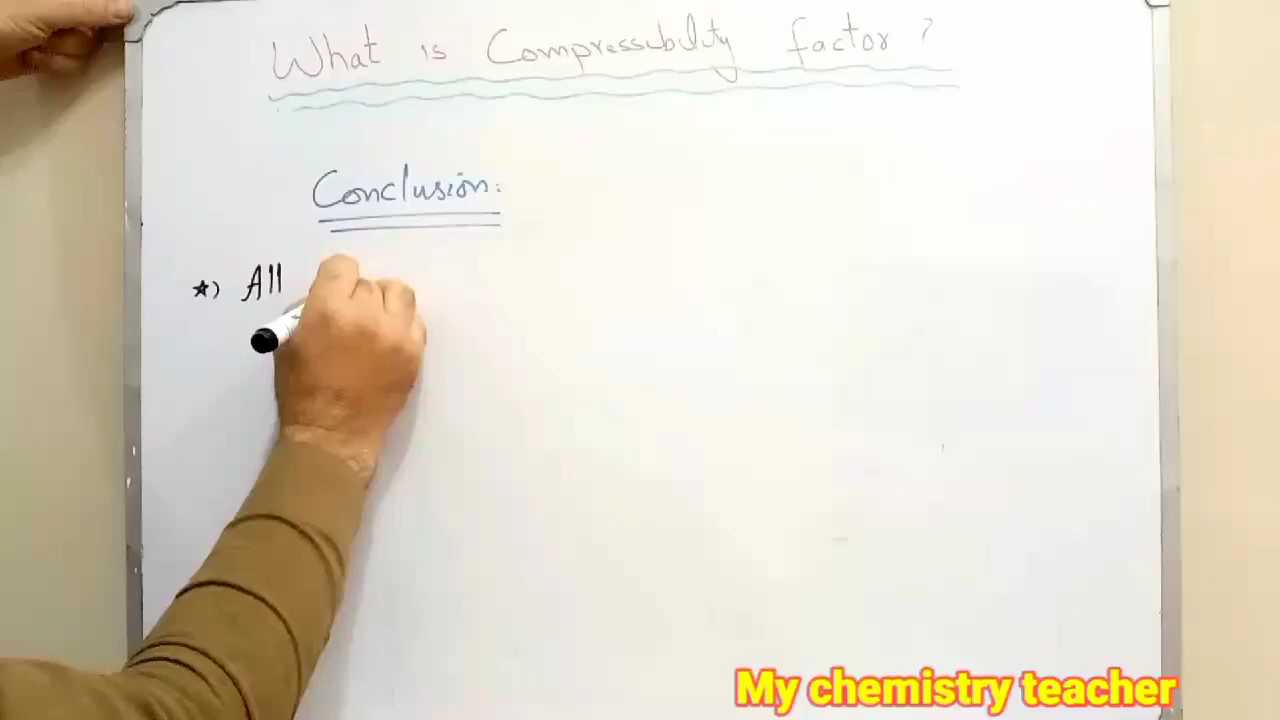 What is Compressibility factor?
Conclusion:
*) All
My chemistry teacher